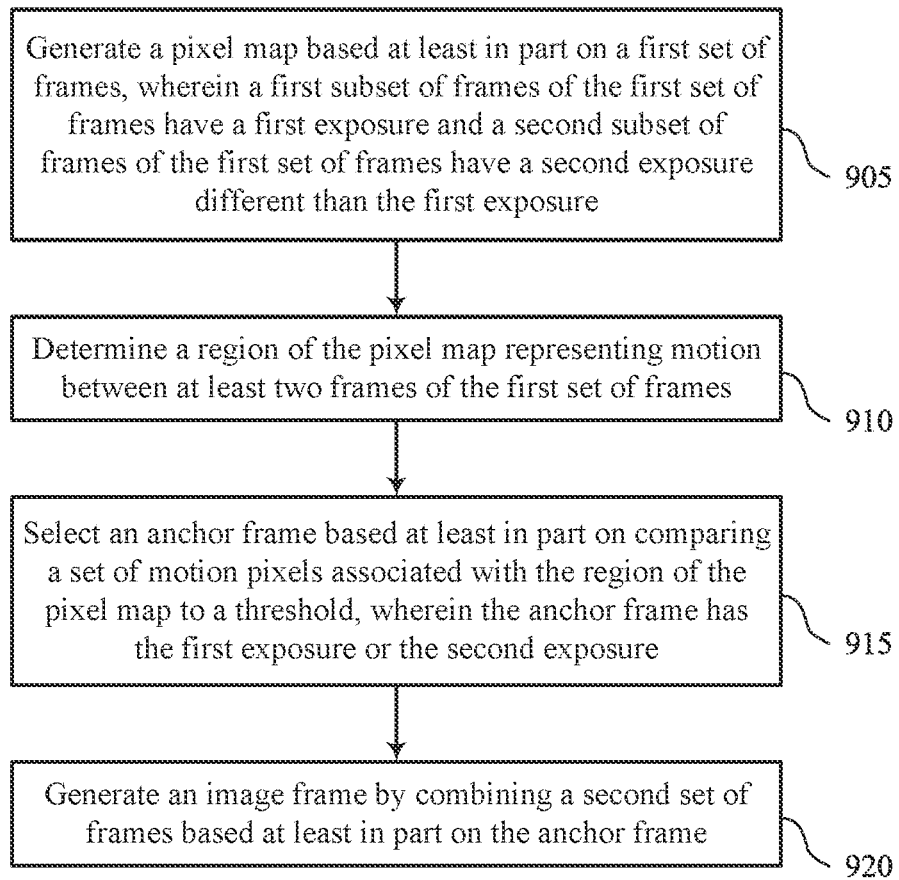 Generate a pixel map based at least in part on a first set of
frames, wherein a first subset of frames of the first set of
frames have a first exposure and a second subset of
frames of the first set of frames have a second exposure
different than the first exposure
905
Determine a region of the pixel map representing motion
between at least two frames of the first set of frames
910
Select an anchor frame based at least in part on comparing
a set of motion pixels associated with the region of the
pixel map to a threshold, wherein the anchor frame has
the first exposure or the second exposure
915
Generate an image frame by combining a second set of
frames based at least in part on the anchor frame
920